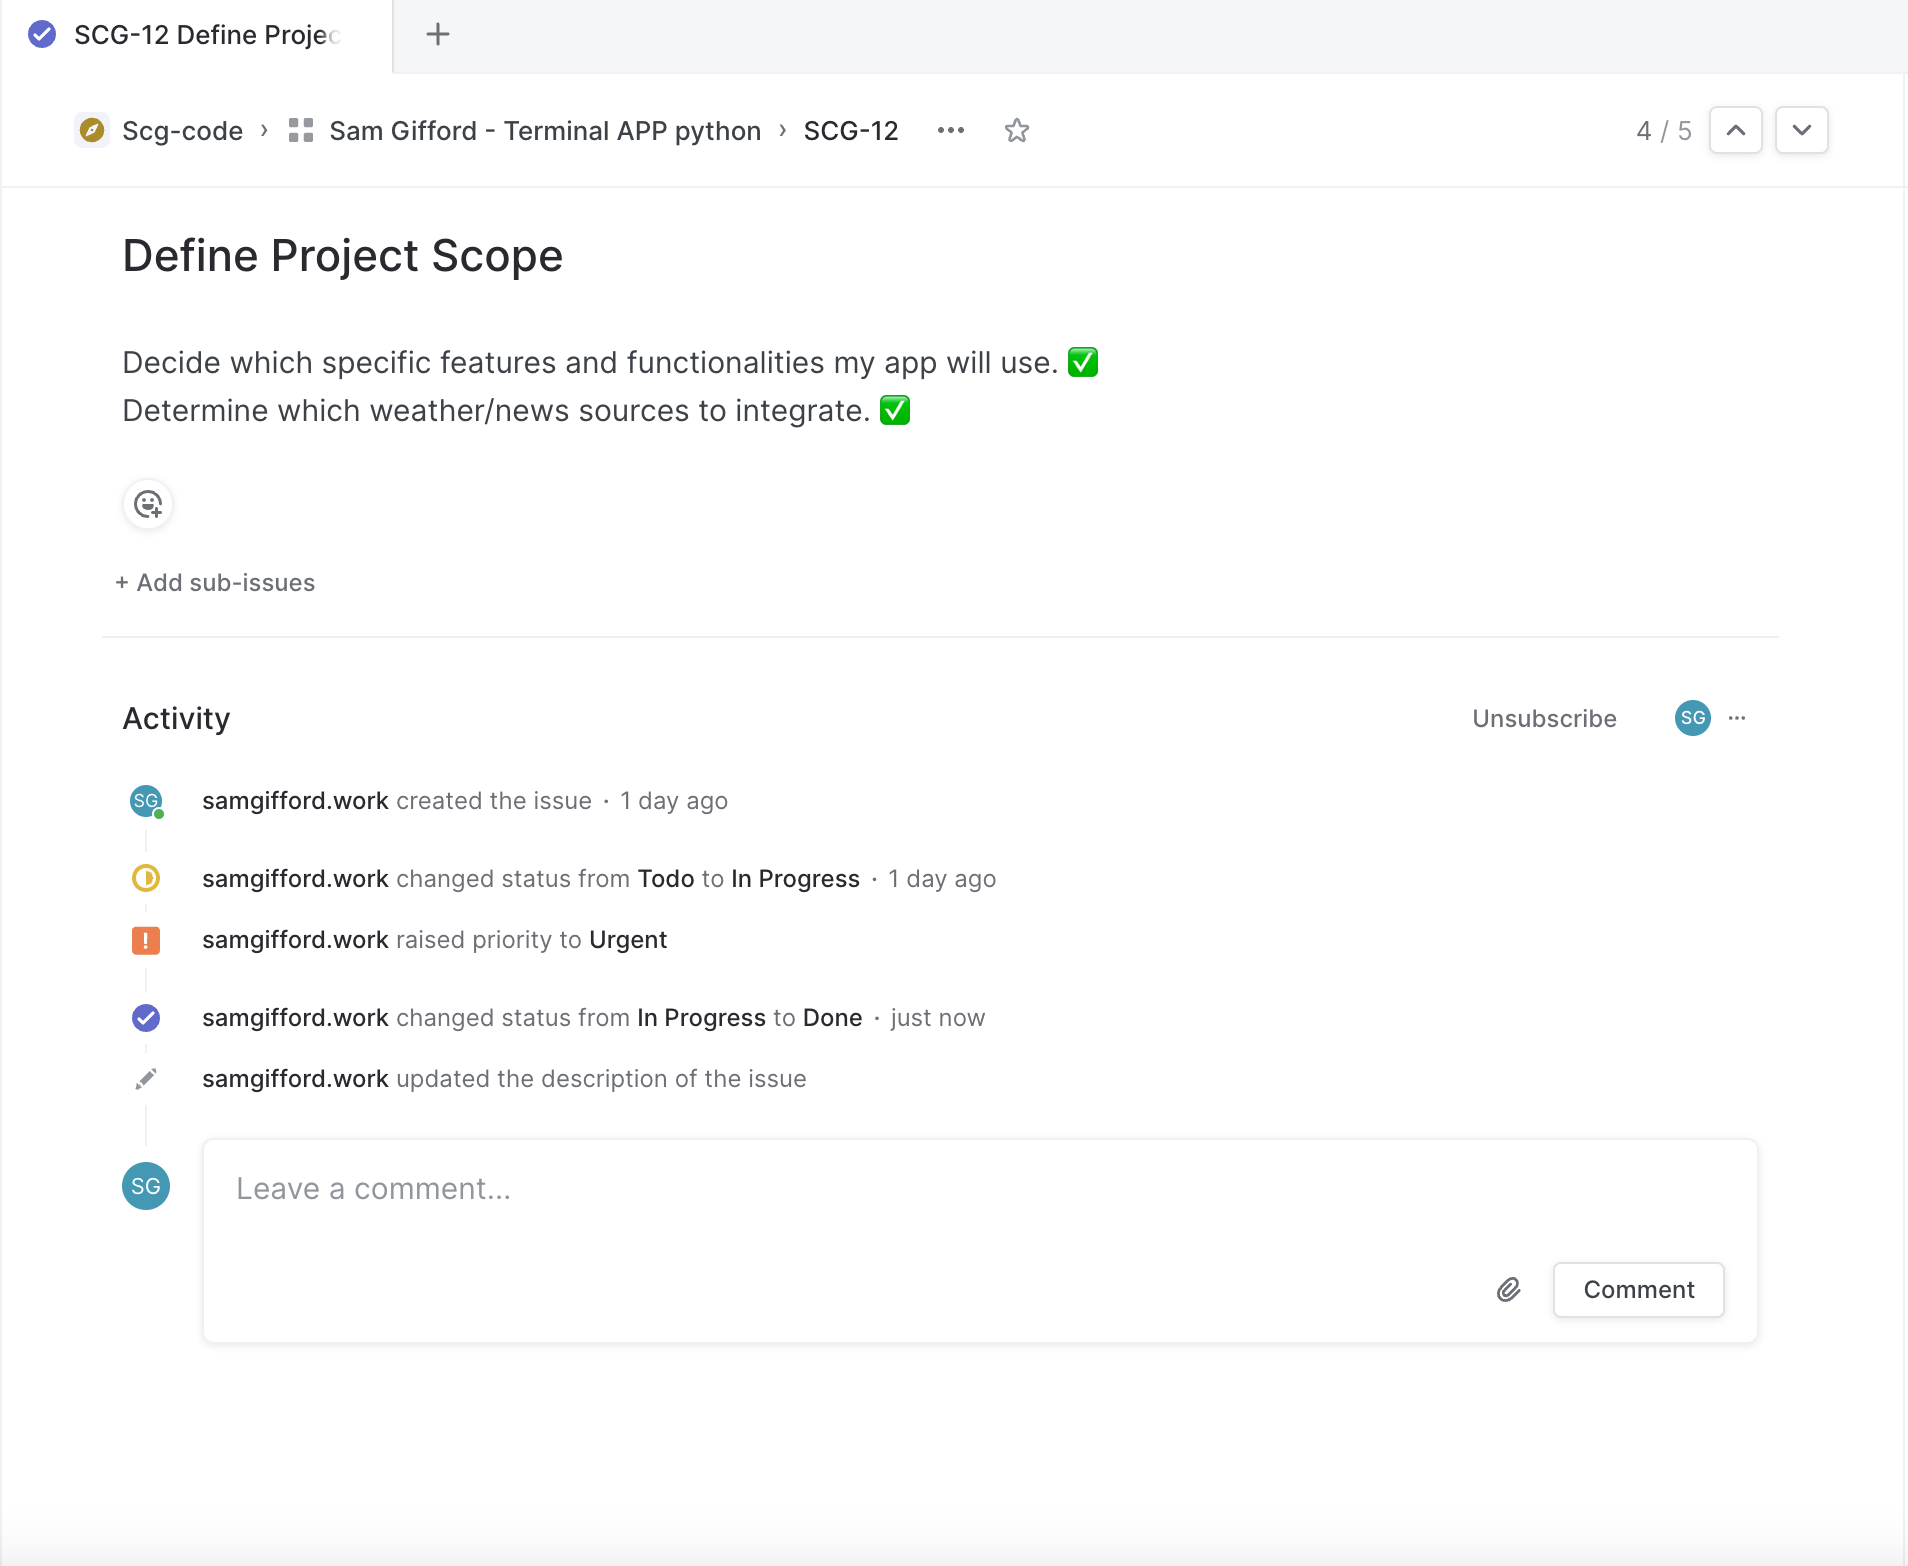 SCG-12 Define Projec
Scg-code › Sam Gifford - Terminal APP python › SCG-12
4 / 5
Define Project Scope
Decide which specific features and functionalities my app will use. ✅
Determine which weather/news sources to integrate. ✅
+ Add sub-issues
Activity
Unsubscribe
SG
SG
samgifford.work created the issue · 1 day ago
samgifford.work changed status from Todo to In Progress · 1 day ago
samgifford.work raised priority to Urgent
samgifford.work changed status from In Progress to Done · just now
samgifford.work updated the description of the issue
SG
Leave a comment...
Comment